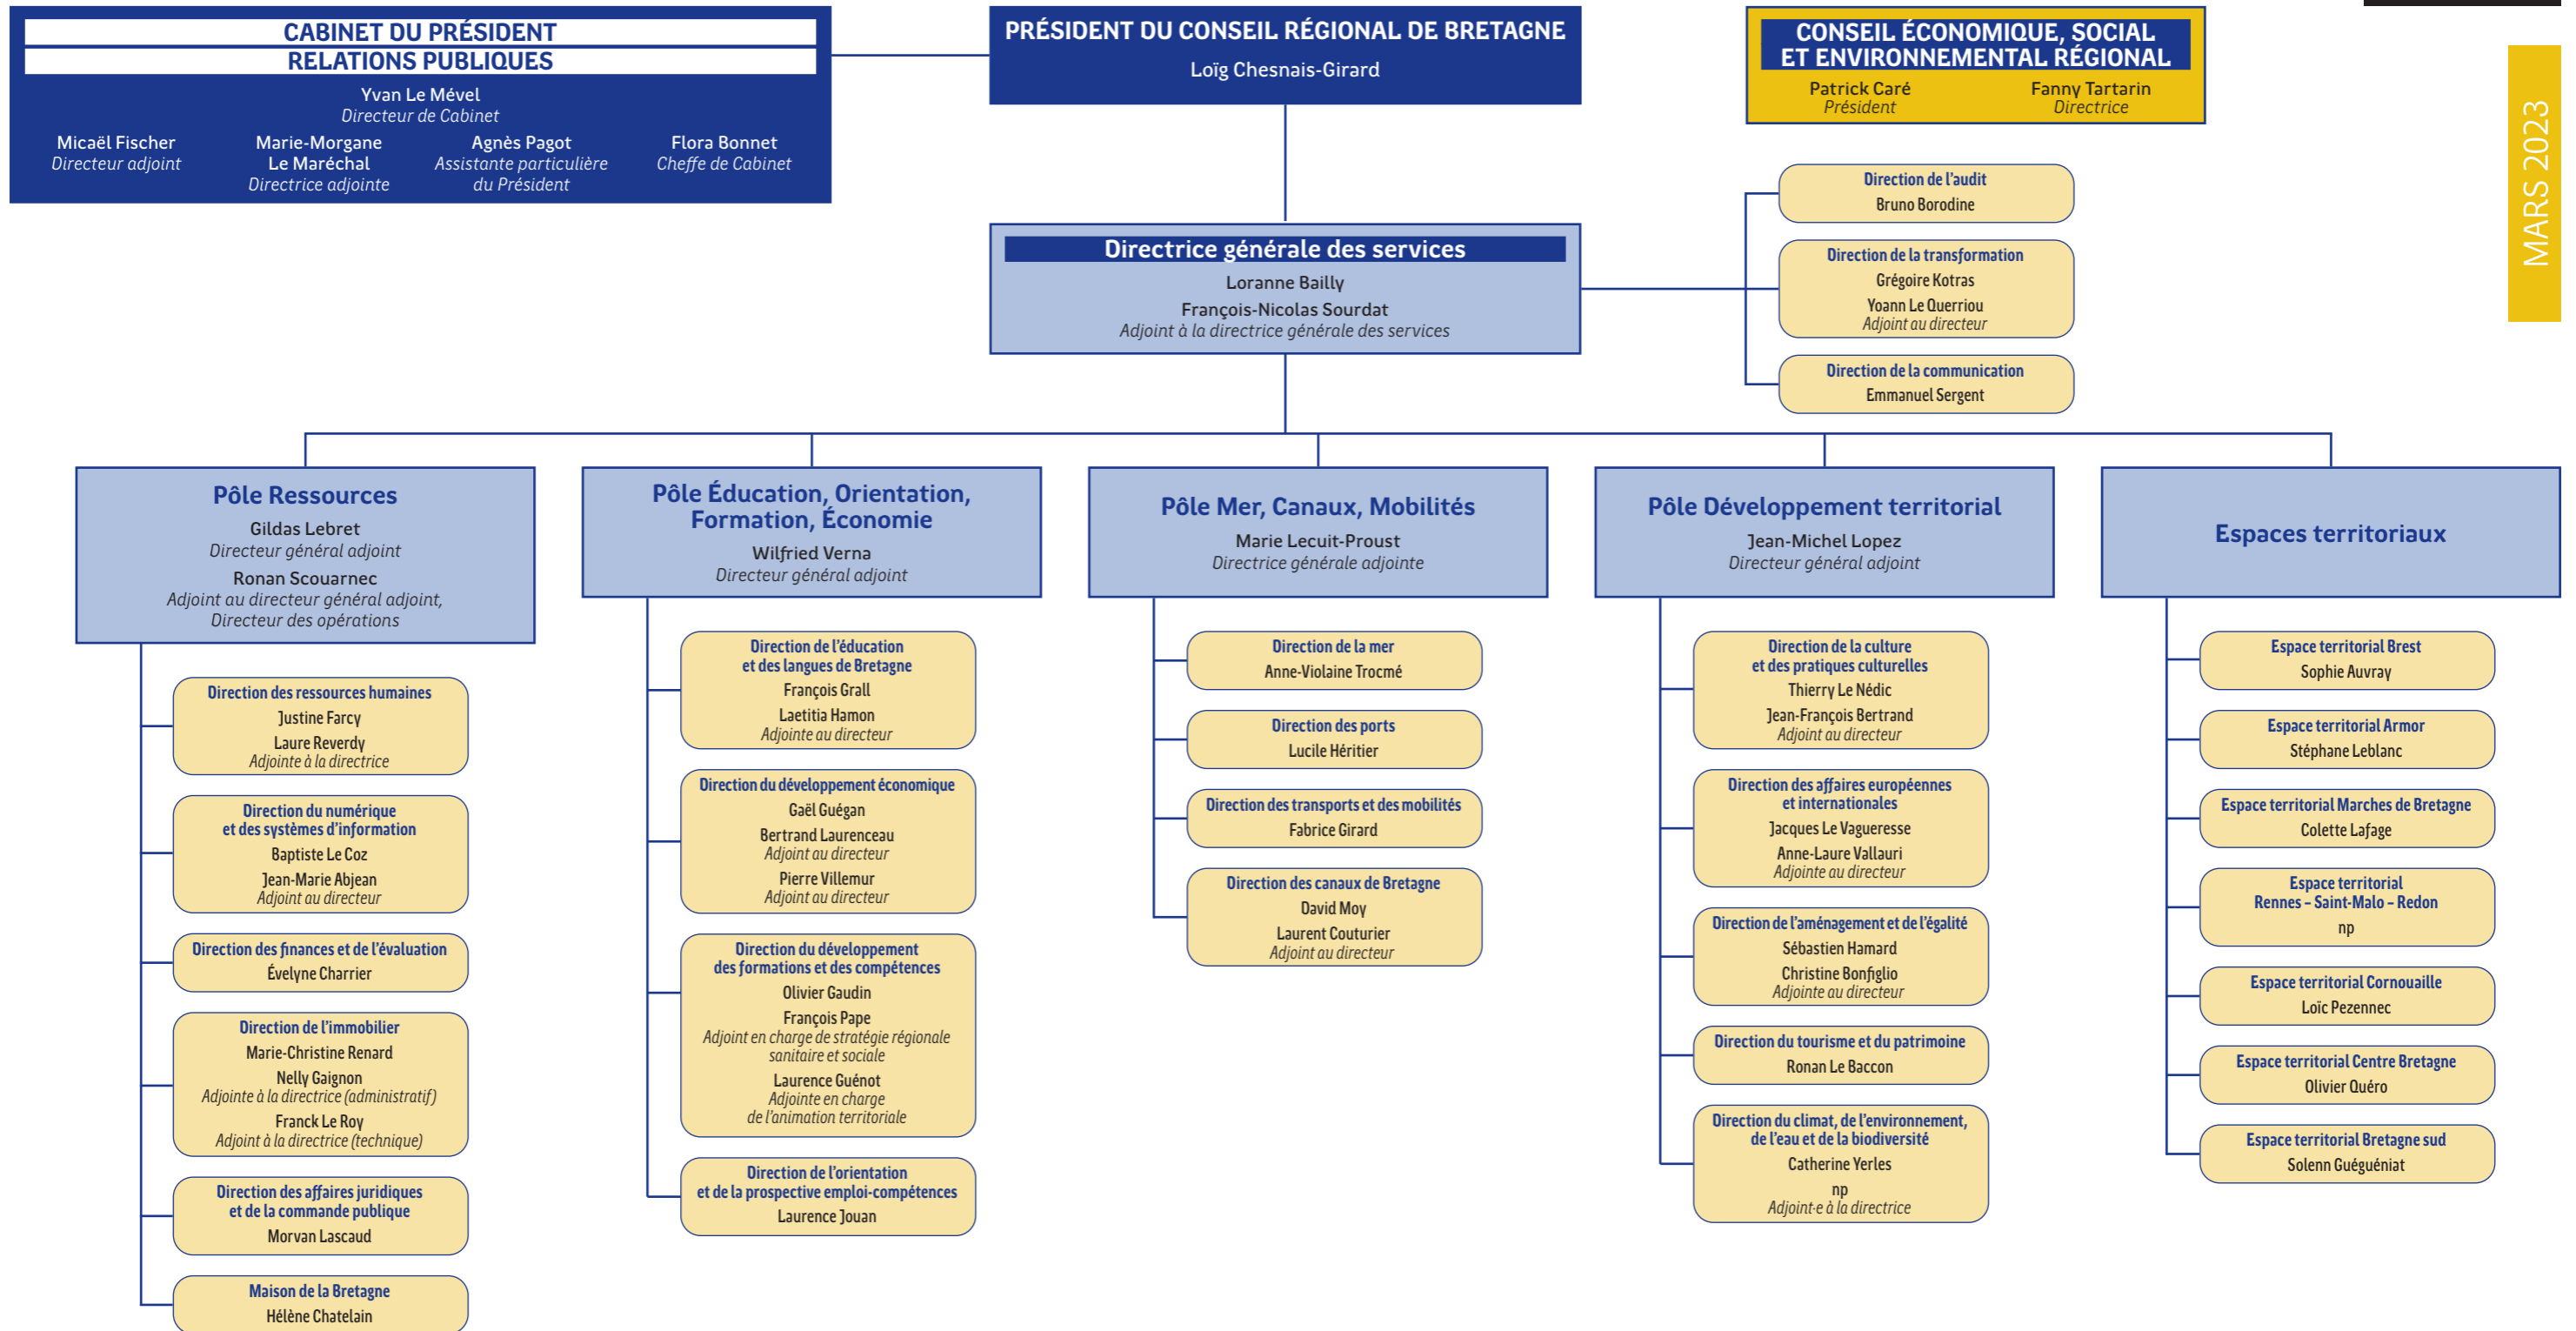 CABINET DU PRÉSIDENT
RELATIONS PUBLIQUES
Yvan Le Mével
Directeur de Cabinet
Micaël Fischer
Directeur adjoint
Marie-Morgane
Le Maréchal
Directrice adjointe
Agnès Pagot
Assistante particulière
du Président
Flora Bonnet
Cheffe de Cabinet
PRÉSIDENT DU CONSEIL RÉGIONAL DE BRETAGNE
Loïg Chesnais-Girard
CONSEIL ÉCONOMIQUE, SOCIAL
ET ENVIRONNEMENTAL RÉGIONAL
Patrick Caré
Président
Fanny Tartarin
Directrice
MARS 2023
Directrice générale des services
Loranne Bailly
François-Nicolas Sourdat
Adjoint à la directrice générale des services
Direction de l'audit
Bruno Borodine
Direction de la transformation
Grégoire Kotras
Yoann Le Querriou
Adjoint au directeur
Direction de la communication
Emmanuel Sergent
Pôle Ressources
Gildas Lebret
Directeur général adjoint
Ronan Scouarnec
Adjoint au directeur général adjoint,
Directeur des opérations
Direction des ressources humaines
Justine Farcy
Laure Reverdy
Adjointe à la directrice
Direction du numérique
et des systèmes d'information
Baptiste Le Coz
Jean-Marie Abjean
Adjoint au directeur
Direction des finances et de l'évaluation
Évelyne Charrier
Direction de l'immobilier
Marie-Christine Renard
Nelly Gaignon
Adjointe à la directrice (administratif)
Franck Le Roy
Adjoint à la directrice (technique)
Direction des affaires juridiques
et de la commande publique
Morvan Lascaud
Maison de la Bretagne
Hélène Chatelain
Pôle Éducation, Orientation,
Formation, Économie
Wilfried Verna
Directeur général adjoint
Direction de l'éducation
et des langues de Bretagne
François Grall
Laetitia Hamon
Adjointe au directeur
Direction du développement économique
Gaël Guégan
Bertrand Laurenceau
Adjoint au directeur
Pierre Villemur
Adjoint au directeur
Direction du développement
des formations et des compétences
Olivier Gaudin
François Pape
Adjoint en charge de stratégie régionale
sanitaire et sociale
Laurence Guénot
Adjointe en charge
de l'animation territoriale
Direction de l'orientation
et de la prospective emploi-compétences
Laurence Jouan
Pôle Mer, Canaux, Mobilités
Marie Lecuit-Proust
Directrice générale adjointe
Direction de la mer
Anne-Violaine Trocmé
Direction des ports
Lucile Héritier
Direction des transports et des mobilités
Fabrice Girard
Direction des canaux de Bretagne
David Moy
Laurent Couturier
Adjoint au directeur
Pôle Développement territorial
Jean-Michel Lopez
Directeur général adjoint
Direction de la culture
et des pratiques culturelles
Thierry Le Nédic
Jean-François Bertrand
Adjoint au directeur
Direction des affaires européennes
et internationales
Jacques Le Vagueresse
Anne-Laure Vallauri
Adjointe au directeur
Direction de l'aménagement et de l'égalité
Sébastien Hamard
Christine Bonfiglio
Adjointe au directeur
Direction du tourisme et du patrimoine
Ronan Le Baccon
Direction du climat, de l'environnement,
de l'eau et de la biodiversité
Catherine Yerles
np
Adjoint·e à la directrice
Espaces territoriaux
Espace territorial Brest
Sophie Auvray
Espace territorial Armor
Stéphane Leblanc
Espace territorial Marches de Bretagne
Colette Lafage
Espace territorial
Rennes – Saint-Malo – Redon
np
Espace territorial Cornouaille
Loïc Pezennec
Espace territorial Centre Bretagne
Olivier Quéro
Espace territorial Bretagne sud
Solenn Guéguéniat